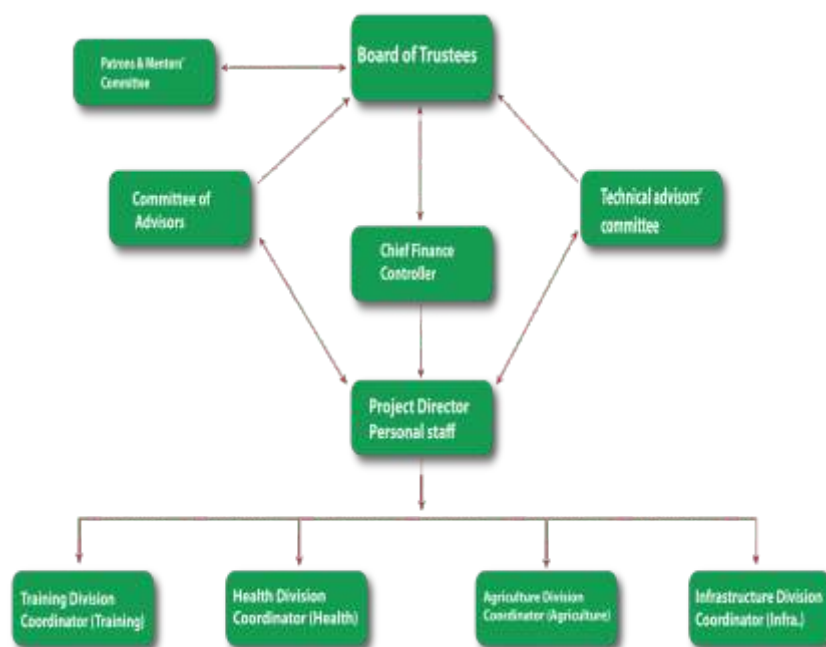 Board of Trustees
Patrons & Mentors'
Committee
Committee of
Advisors
Technical advisors'
committee
Chief Finance
Controller
Project Director
Personal staff
Training Division
Coordinator (Training)
Health Division
Coordinator (Health)
Agriculture Division
Coordinator (Agriculture)
Infrastructure Division
Coordinator (Infra.)